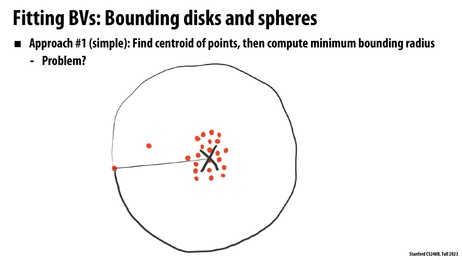 Fitting BVs: Bounding disks and spheres
■ Approach #1 (simple): Find centroid of points, then compute minimum bounding radius
- Problem?
Stanford CS248B, Fall 2023